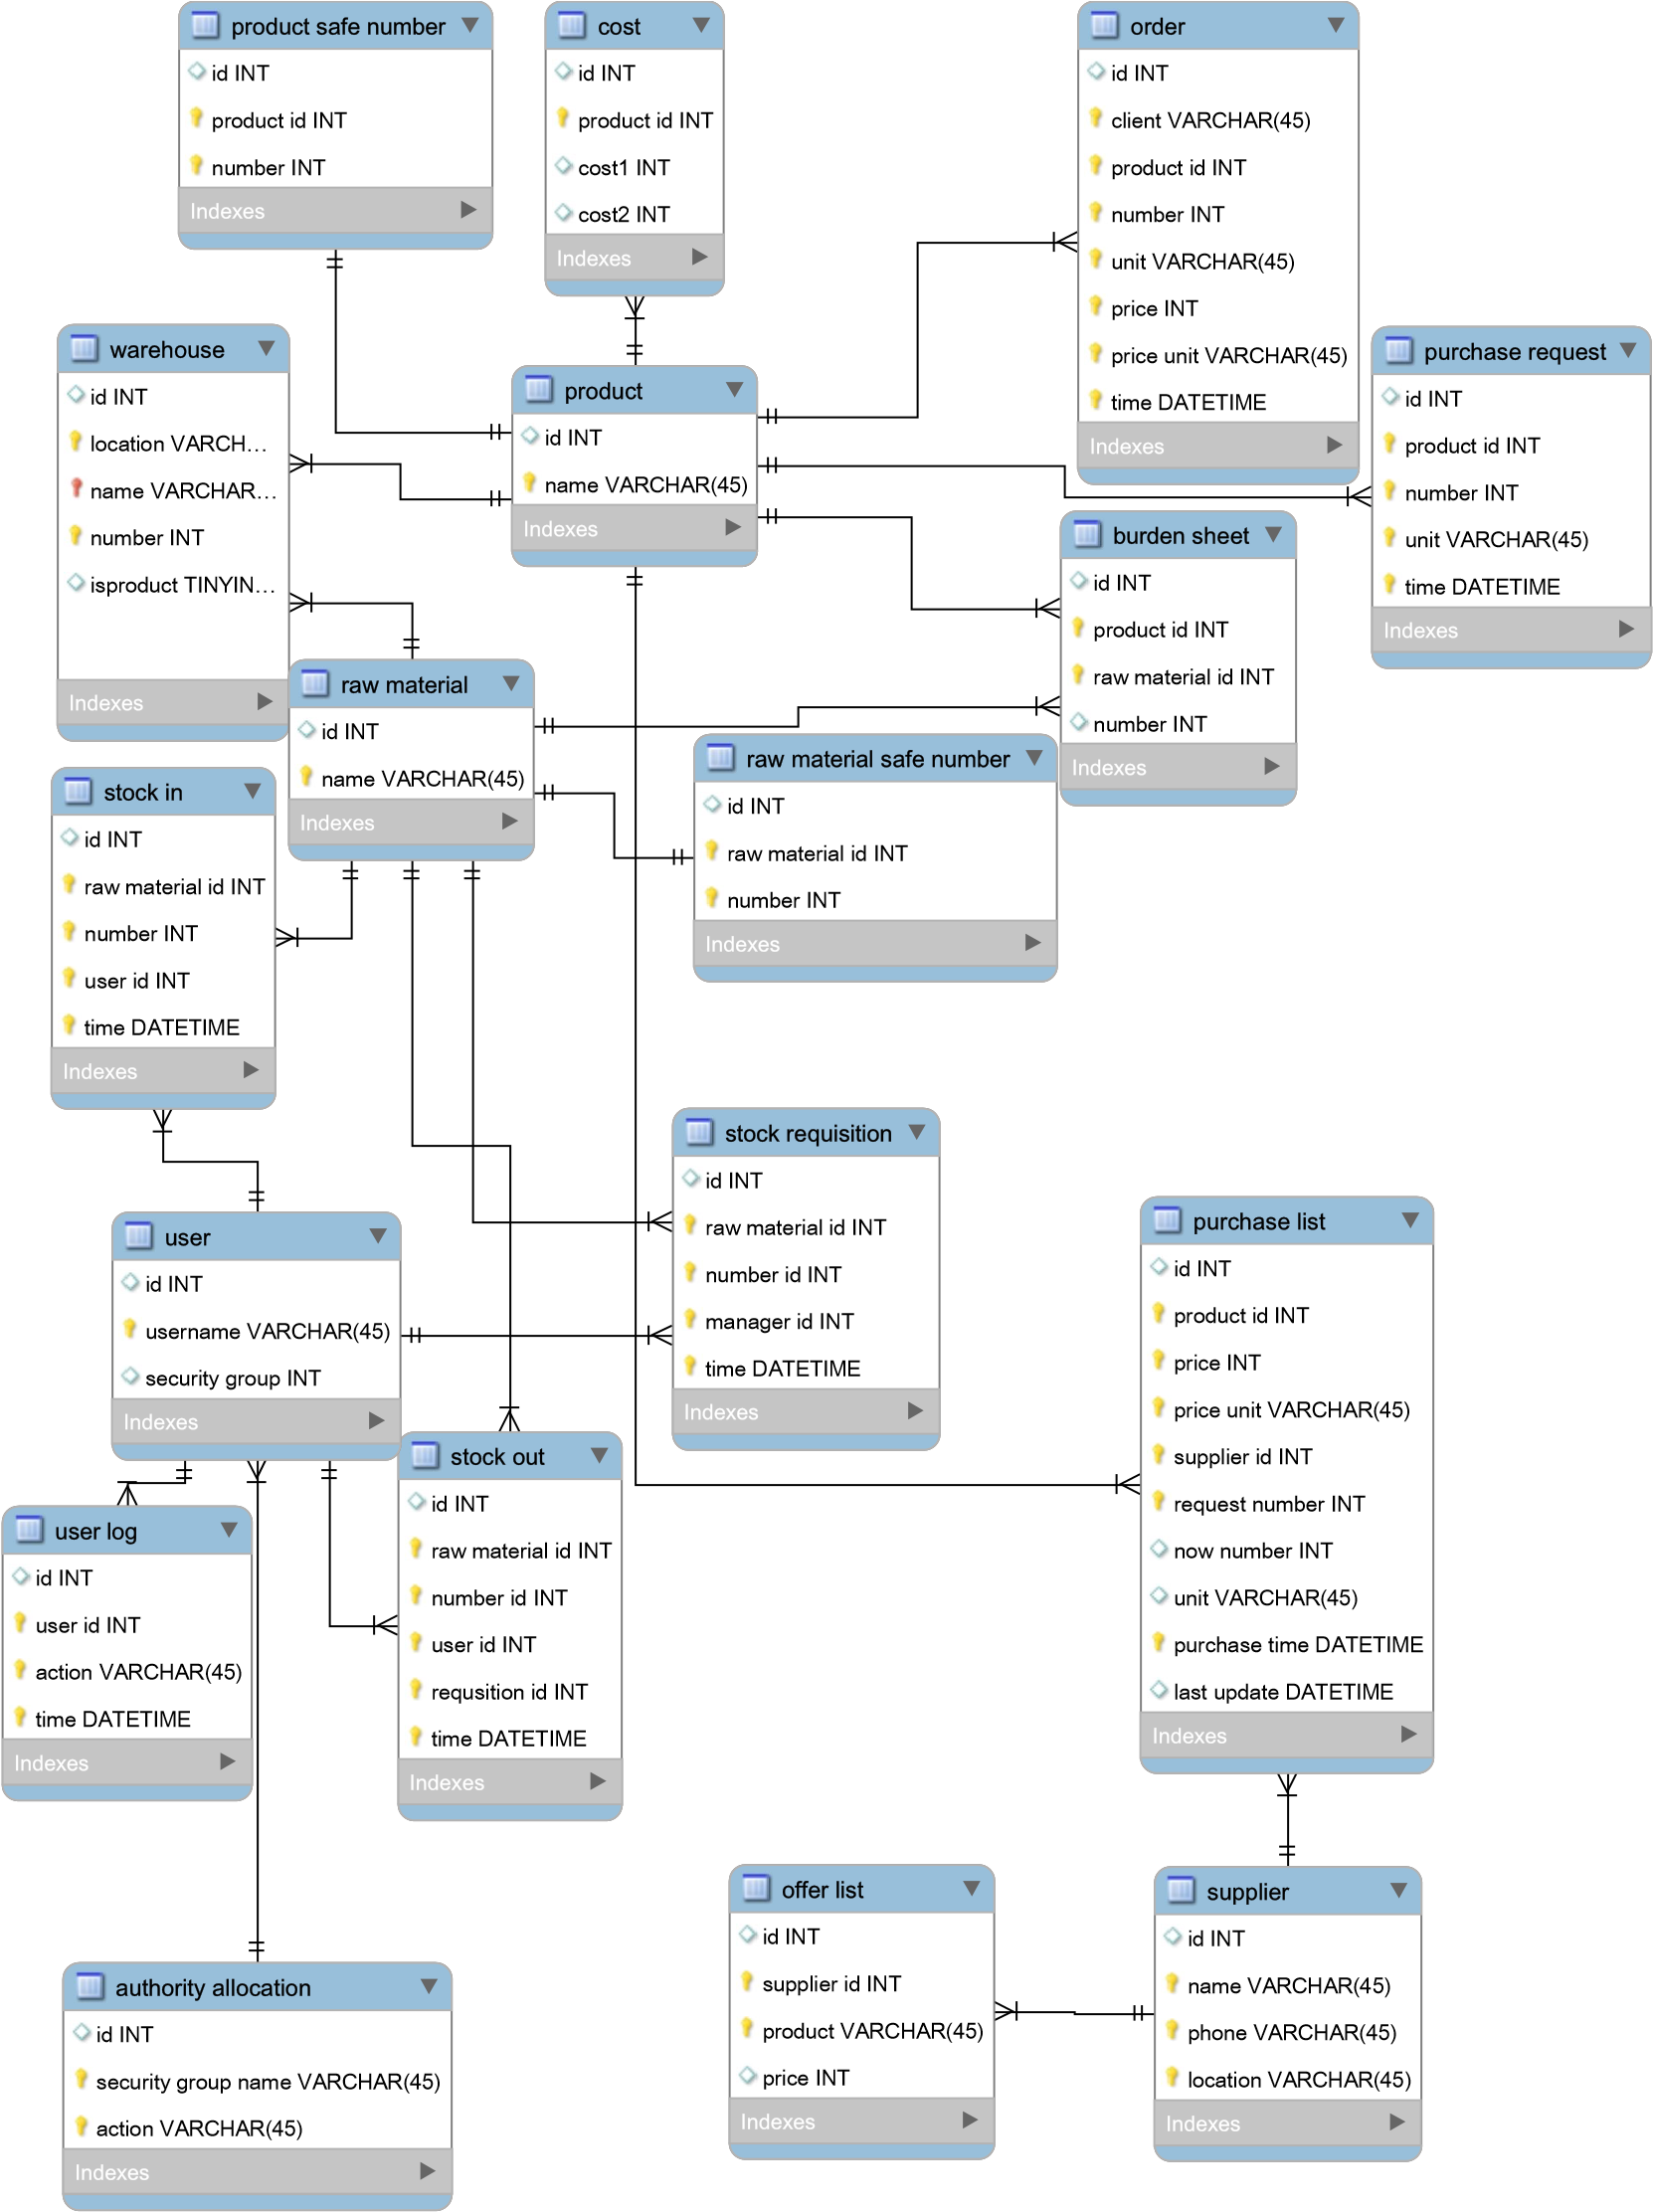 product safe number
id INT
product id INT
number INT
Indexes
cost
id INT
product id INT
cost1 INT
cost2 INT
Indexes
order
id INT
client VARCHAR(45)
product id INT
number INT
unit VARCHAR(45)
price INT
price unit VARCHAR(45)
time DATETIME
Indexes
warehouse
id INT
location VARCH...
name VARCHAR...
number INT
isproduct TINYIN...
Indexes
product
id INT
name VARCHAR(45)
Indexes
purchase request
id INT
product id INT
number INT
unit VARCHAR(45)
time DATETIME
Indexes
burden sheet
id INT
product id INT
raw material id INT
number INT
Indexes
raw material
id INT
name VARCHAR(45)
Indexes
raw material safe number
id INT
raw material id INT
number INT
Indexes
stock in
id INT
raw material id INT
number INT
user id INT
time DATETIME
Indexes
stock requisition
id INT
raw material id INT
number id INT
manager id INT
time DATETIME
Indexes
user
id INT
username VARCHAR(45)
security group INT
Indexes
purchase list
id INT
product id INT
price INT
price unit VARCHAR(45)
supplier id INT
request number INT
now number INT
unit VARCHAR(45)
purchase time DATETIME
last update DATETIME
Indexes
stock out
id INT
raw material id INT
number id INT
user id INT
requsition id INT
time DATETIME
Indexes
user log
id INT
user id INT
action VARCHAR(45)
time DATETIME
Indexes
offer list
id INT
supplier id INT
product VARCHAR(45)
price INT
Indexes
supplier
id INT
name VARCHAR(45)
phone VARCHAR(45)
location VARCHAR(45)
Indexes
authority allocation
id INT
security group name VARCHAR(45)
action VARCHAR(45)
Indexes